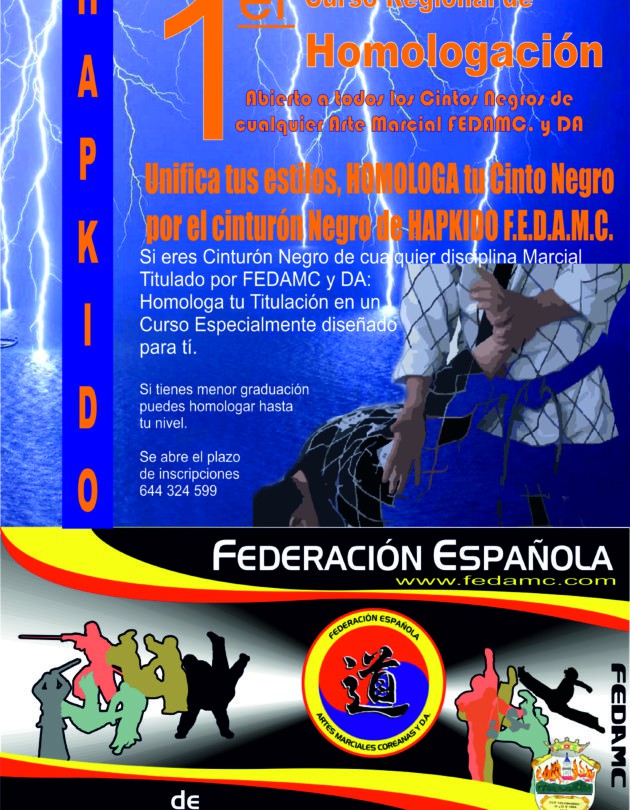 HAPKIDO
1er Curso Regional de
Homologación
Abierto a todos los Cintos Negros de
cualquier Arte Marcial FEDAMC. y DA
Unifica tus estilos, HOMOLOGA tu Cinto Negro
por el cinturón Negro de HAPKIDO F.E.D.A.M.C.
Si eres Cinturón Negro de cualquier disciplina Marcial
Titulado por FEDAMC y DA:
Homologa tu Titulación en un
Curso Especialmente diseñado
para tí.
Si tienes menor graduación
puedes homologar hasta
tu nivel.
Se abre el plazo
de inscripciones
644 324 599
FEDERACIÓN ESPAÑOLA
www.fedamc.com
FEDERACIÓN ESPAÑOLA
道
ARTES MARCIALES COREANAS Y D.A.
FEDAMC
de